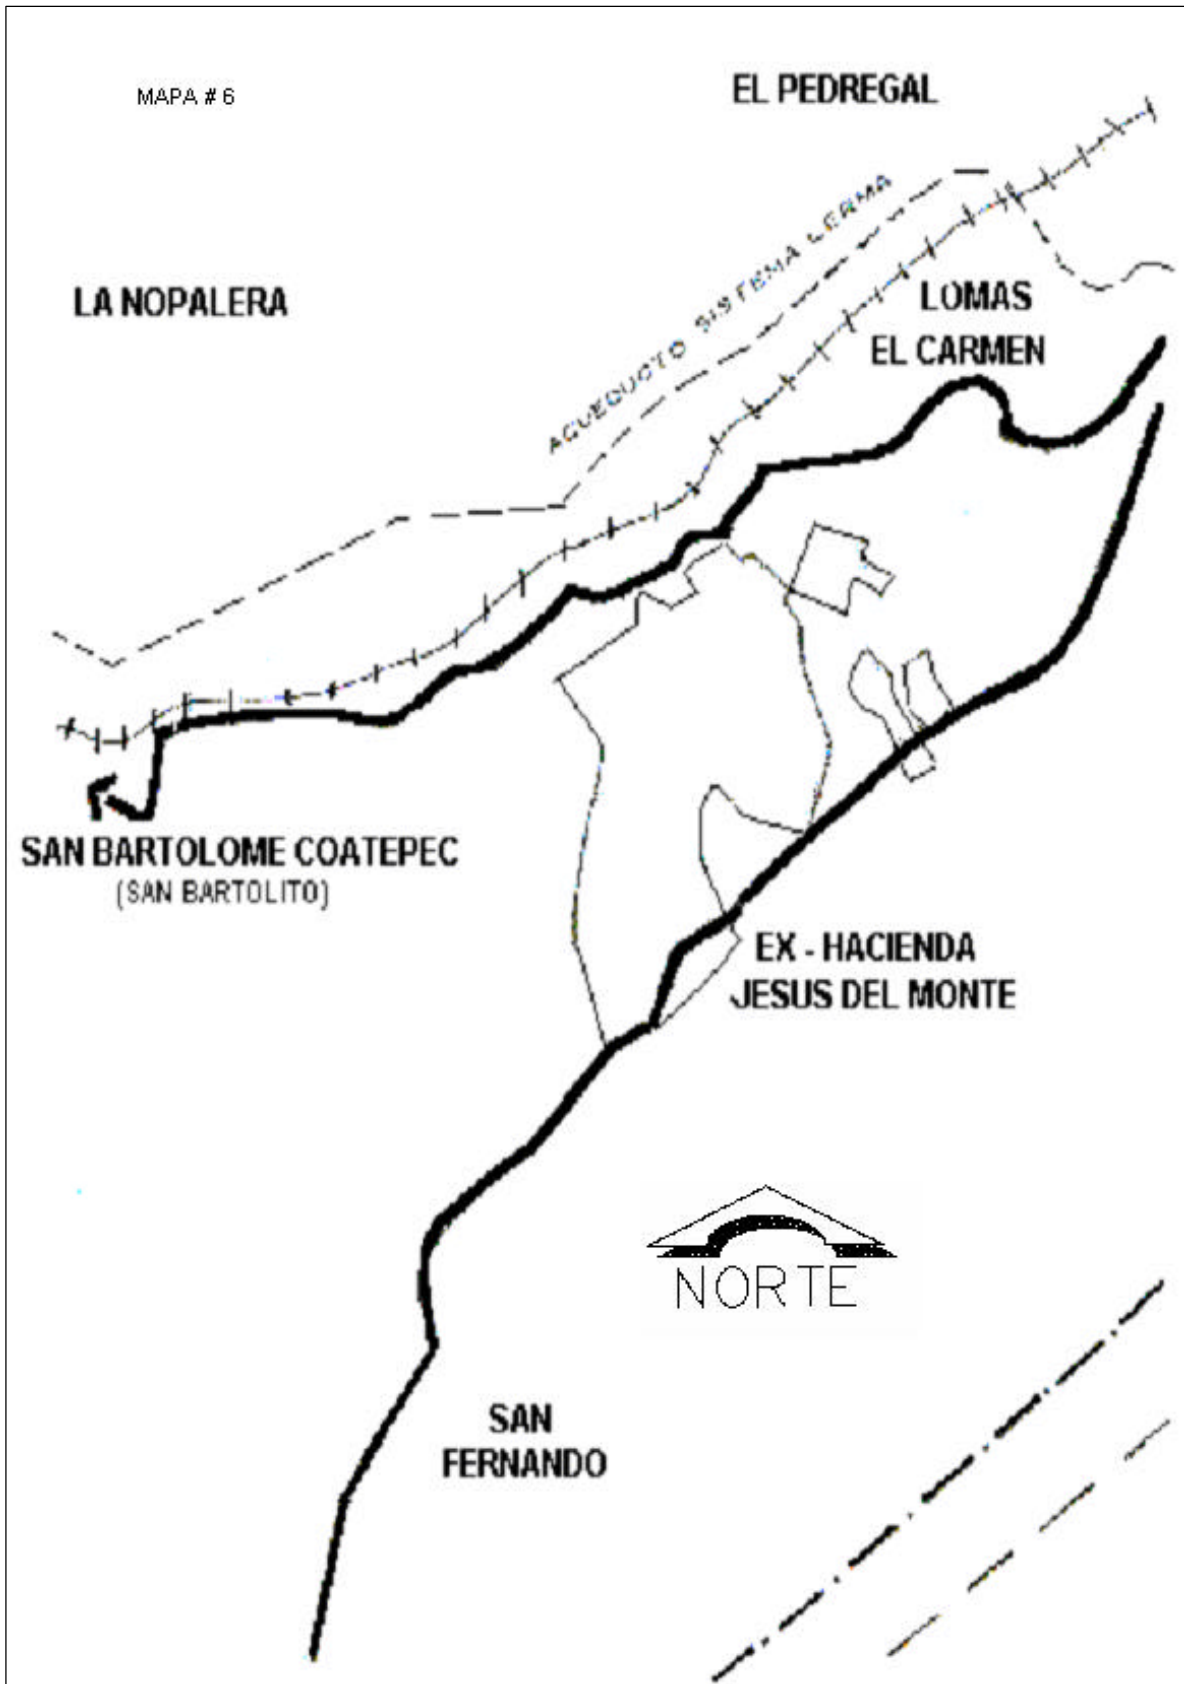 MAPA # 6
EL PEDREGAL
ACUEDUCTO SISTEMA LERMA
LA NOPALERA
LOMAS
EL CARMEN
SAN BARTOLOME COATEPEC
(SAN BARTOLITO)
EX - HACIENDA
JESUS DEL MONTE
NORTE
SAN
FERNANDO